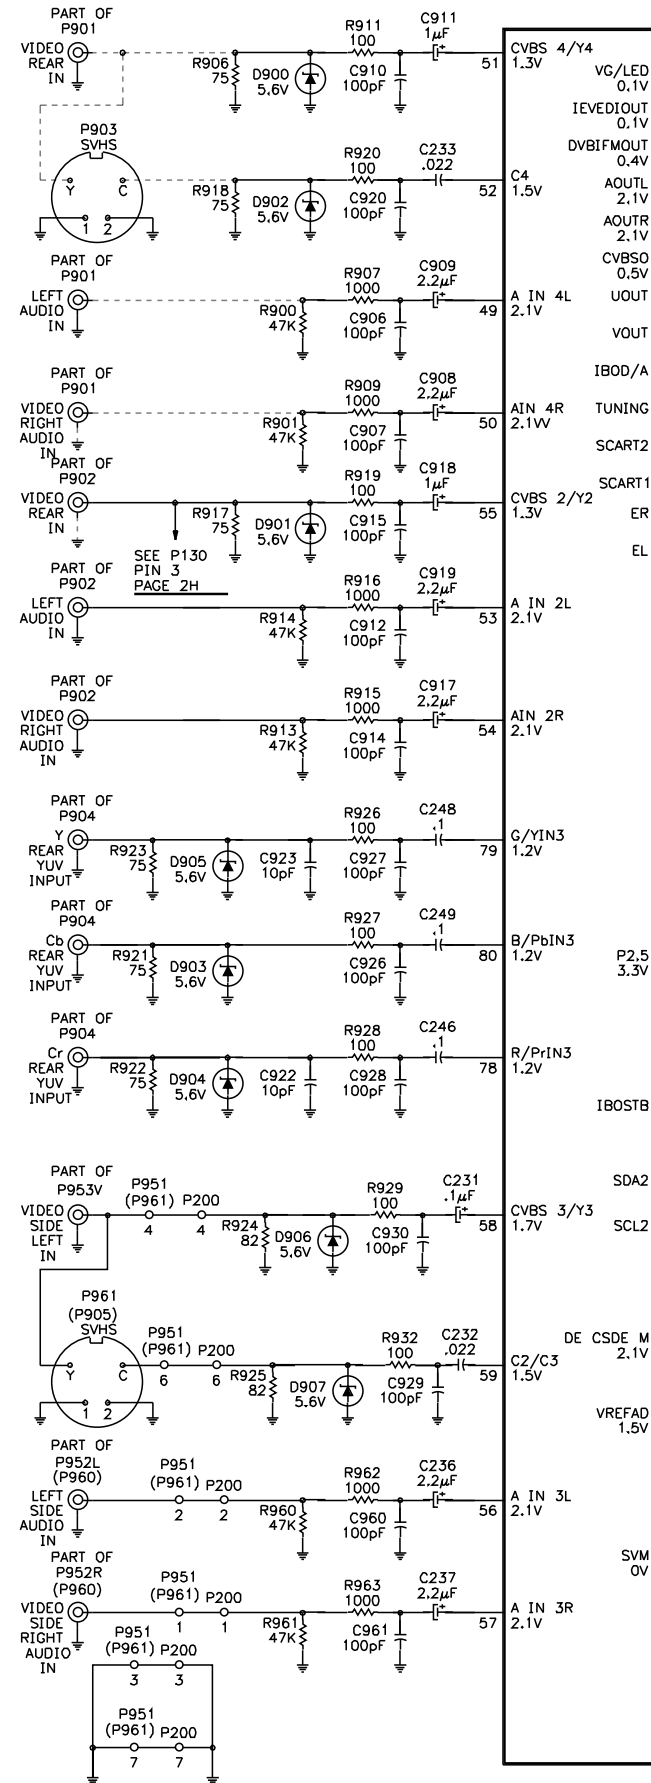 PART OF
P901
VIDEO
REAR
IN
R906
75
D900
5.6V
R911
100
C910
100pF
C911
1µF
51
CVBS 4/Y4
1.3V
VG/LED
0.1V
IEVEDIOUT
0.1V
DVBIFMOUT
0.4V
AOUTL
2.1V
AOUTR
2.1V
CVBSO
0.5V
UOUT
VOUT
IBOD/A
TUNING
SCART2
SCART1
ER
EL
P903
SVHS
Y
C
1
2
R918
75
D902
5.6V
R920
100
C920
100pF
C233
.022
52
C4
1.5V
PART OF
P901
LEFT
AUDIO
IN
R900
47K
R907
1000
C906
100pF
C909
2.2µF
49
A IN 4L
2.1V
PART OF
P901
VIDEO
RIGHT
AUDIO
IN
R901
47K
R909
1000
C907
100pF
C908
2.2µF
50
AIN 4R
2.1VV
PART OF
P902
VIDEO
REAR
IN
SEE P130
PIN 3
PAGE 2H
R917
75
D901
5.6V
R919
100
C915
100pF
C918
1µF
55
CVBS 2/Y2
1.3V
PART OF
P902
LEFT
AUDIO
IN
R914
47K
R916
1000
C912
100pF
C919
2.2µF
53
A IN 2L
2.1V
PART OF
P902
VIDEO
RIGHT
AUDIO
IN
R913
47K
R915
1000
C914
100pF
C917
2.2µF
54
AIN 2R
2.1V
PART OF
P904
Y
REAR
YUV
INPUT
R923
75
D905
5.6V
C923
10pF
R926
100
C927
100pF
C248
.1
79
G/YIN3
1.2V
PART OF
P904
Cb
REAR
YUV
INPUT
R921
75
D903
5.6V
R927
100
C926
100pF
C249
.1
80
B/PbIN3
1.2V
P2.5
3.3V
PART OF
P904
Cr
REAR
YUV
INPUT
R922
75
D904
5.6V
C922
10pF
R928
100
C928
100pF
C246
.1
78
R/PrIN3
1.2V
IBOSTB
PART OF
P953V
VIDEO
SIDE
LEFT
IN
P951
(P961) P200
4
4
R924
82
D906
5.6V
R929
100
C930
100pF
C231
.1µF
58
CVBS 3/Y3
1.7V
SDA2
SCL2
P961
(P905)
SVHS
Y
C
1
2
P951
(P961) P200
6
6
R925
82
D907
5.6V
R932
100
C929
100pF
C232
.022
59
C2/C3
1.5V
DE CSDE M
2.1V
VREFAD
1.5V
PART OF
P952L
(P960)
LEFT
SIDE
AUDIO
IN
P951
(P961) P200
2
2
R960
47K
R962
1000
C960
100pF
C236
2.2µF
56
A IN 3L
2.1V
SVM
0V
PART OF
P952R
(P960)
VIDEO
SIDE
RIGHT
AUDIO
IN
P951
(P961) P200
1
1
R961
47K
R963
1000
C961
100pF
C237
2.2µF
57
A IN 3R
2.1V
P951
(P961) P200
3
3
P951
(P961) P200
7
7